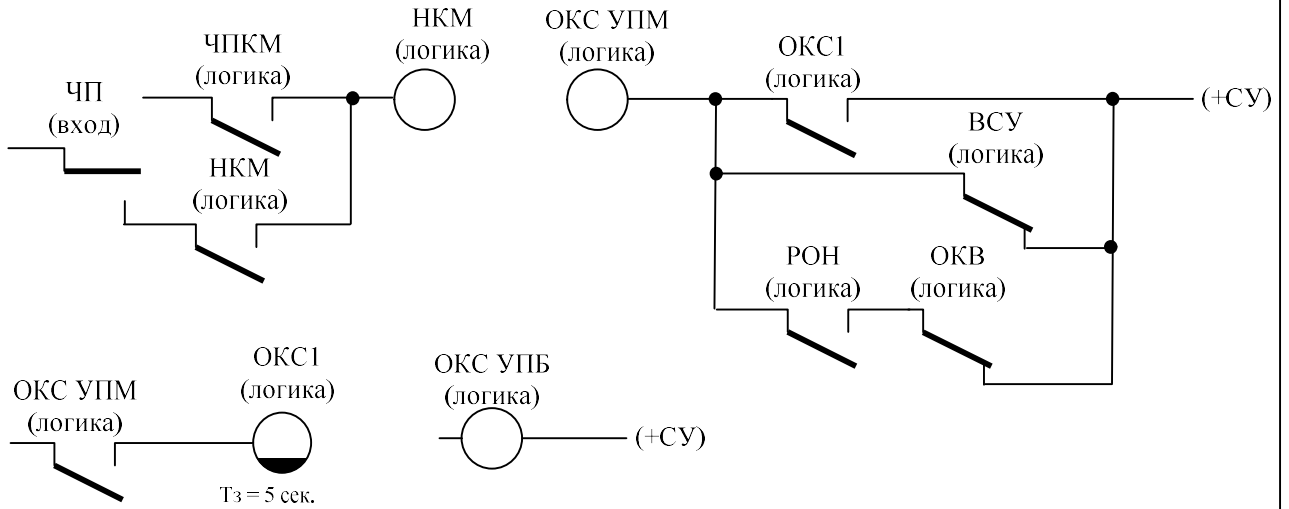 НКМ
(логика)
ОКС УПМ
(логика)
ЧПКМ
(логика)
ОКС1
(логика)
ЧП
(вход)
(+СУ)
ВСУ
(логика)
НКМ
(логика)
РОН
(логика)
ОКВ
(логика)
ОКС1
(логика)
ОКС УПБ
(логика)
ОКС УПМ
(логика)
(+СУ)
Тз = 5 сек.